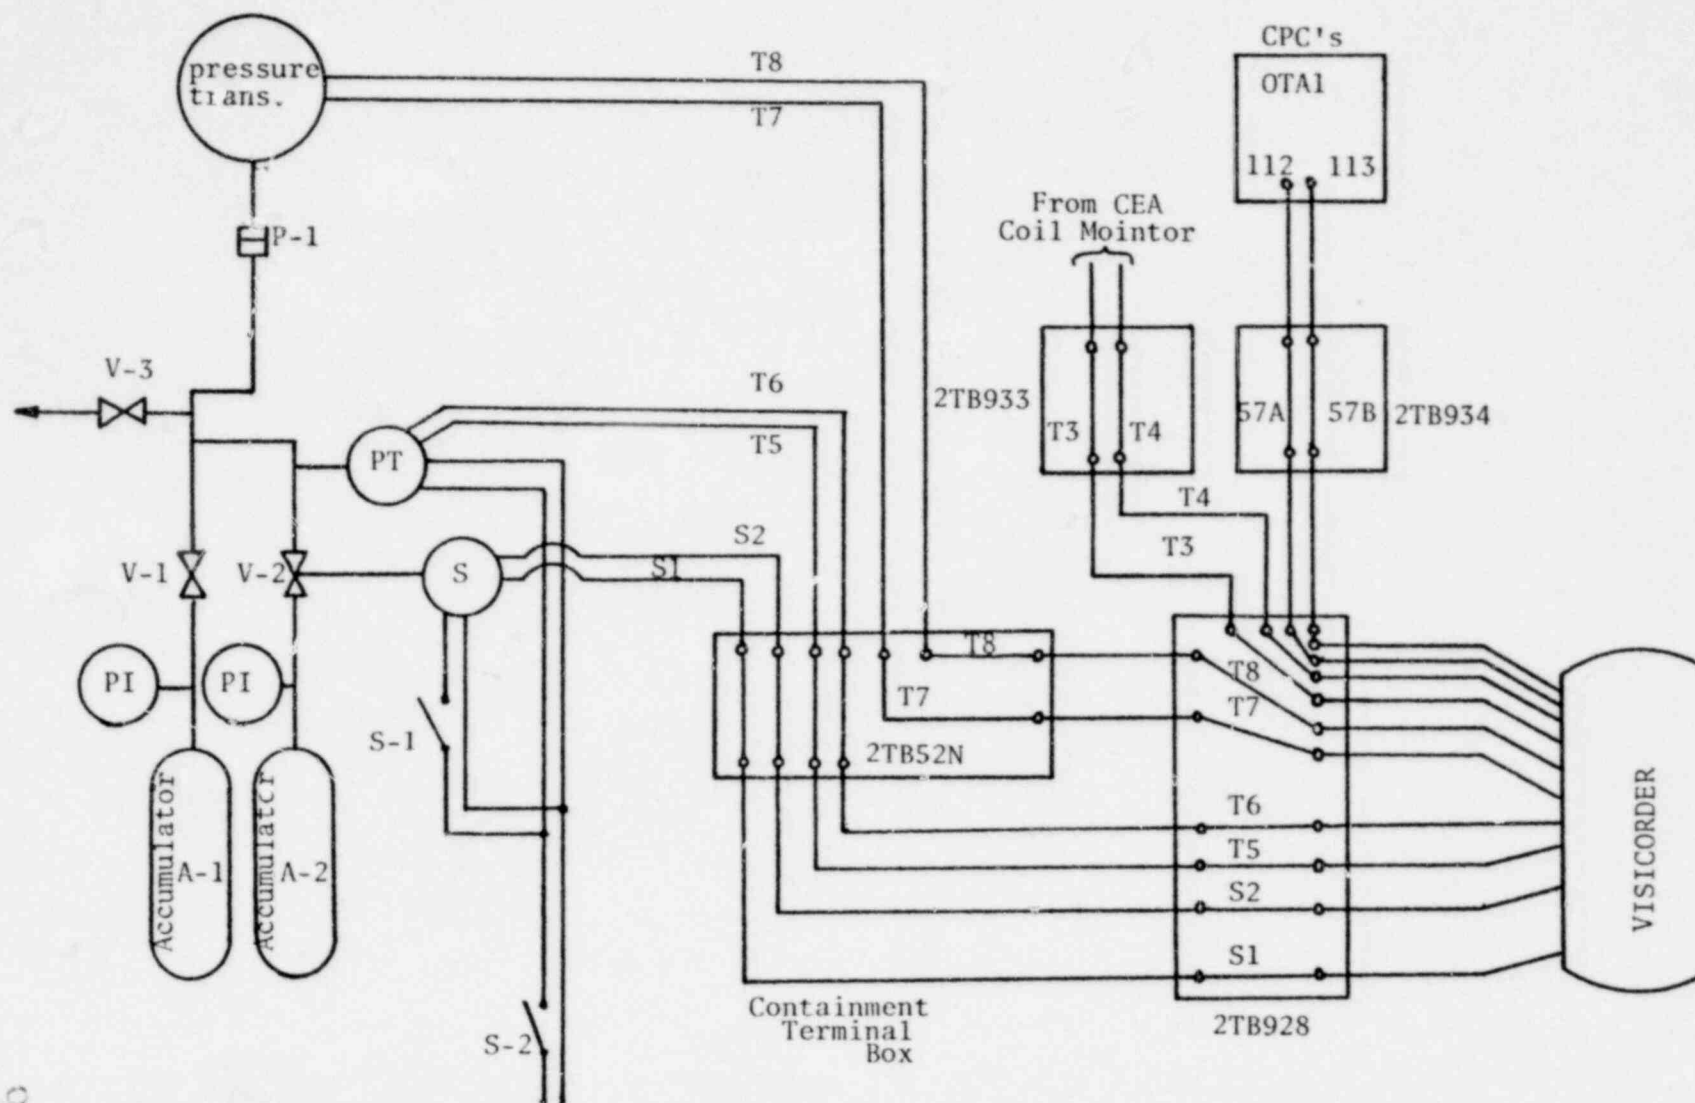 CPC's
T8
pressure
trans.
OTA1
T7
112 113
From CEA
Coil Mointor
P-1
V-3
T6
2TB933
57A 57B 2TB934
T3 T4
T5
PT
T4
S2
T3
S1
V-1
V-2
S
T8
T8
PI
PI
T7
T7
S-1
2TB52N
T6
T5
Accumulator
A-1
Accumulator
A-2
VISICORDER
S2
S1
Containment
Terminal
Box
2TB928
S-2